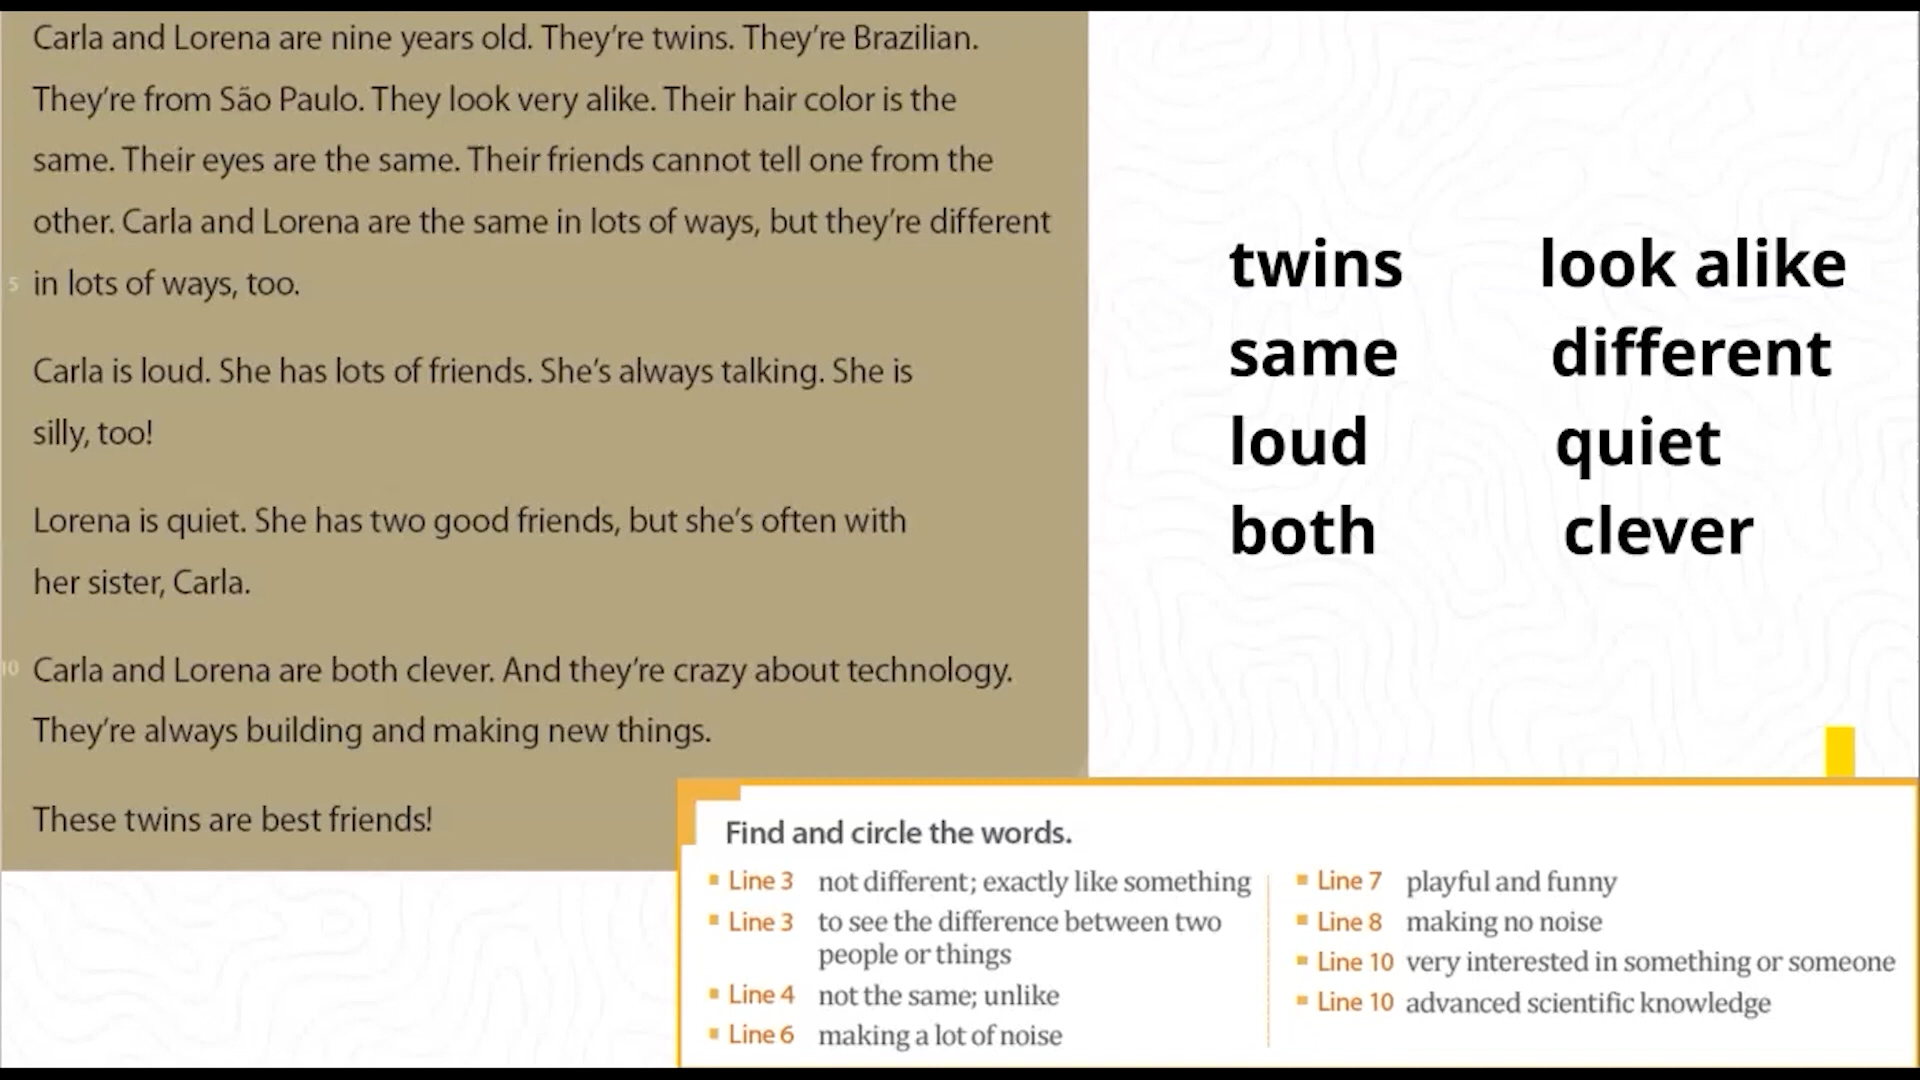 Carla and Lorena are nine years old. They're twins. They're Brazilian.
They're from São Paulo. They look very alike. Their hair color is the
same. Their eyes are the same. Their friends cannot tell one from the
other. Carla and Lorena are the same in lots of ways, but they're different
5 in lots of ways, too.
Carla is loud. She has lots of friends. She's always talking. She is
silly, too!
Lorena is quiet. She has two good friends, but she's often with
her sister, Carla.
10 Carla and Lorena are both clever. And they're crazy about technology.
They're always building and making new things.
These twins are best friends!
twins look alike
same different
loud quiet
both clever
Find and circle the words.
Line 3 not different; exactly like something
Line 3 to see the difference between two
people or things
Line 4 not the same; unlike
Line 6 making a lot of noise
Line 7 playful and funny
Line 8 making no noise
Line 10 very interested in something or someone
Line 10 advanced scientific knowledge